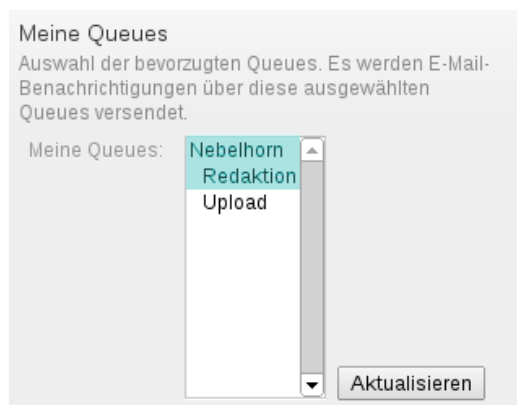 Meine Queues
Auswahl der bevorzugten Queues. Es werden E-Mail-
Benachrichtigungen über diese ausgewählten
Queues versendet.
Meine Queues:
Nebelhorn
Redaktion
Upload
Aktualisieren